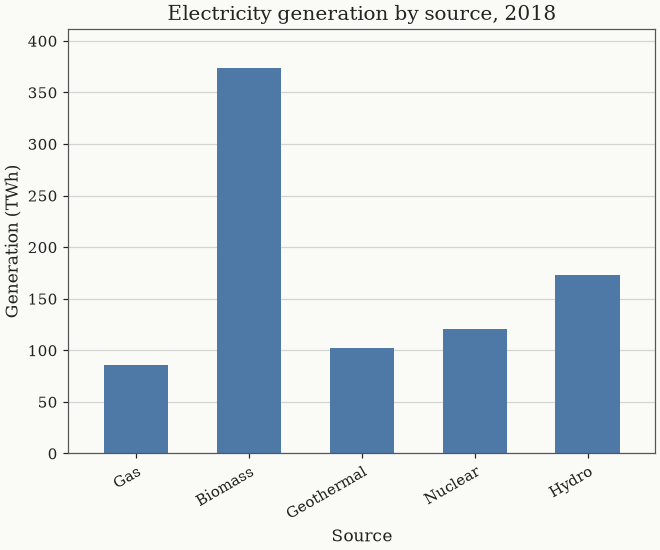 Electricity generation by source, 2018
Generation (TWh)
400
350
300
250
200
150
100
50
0
Gas
Biomass
Geothermal
Nuclear
Hydro
Source